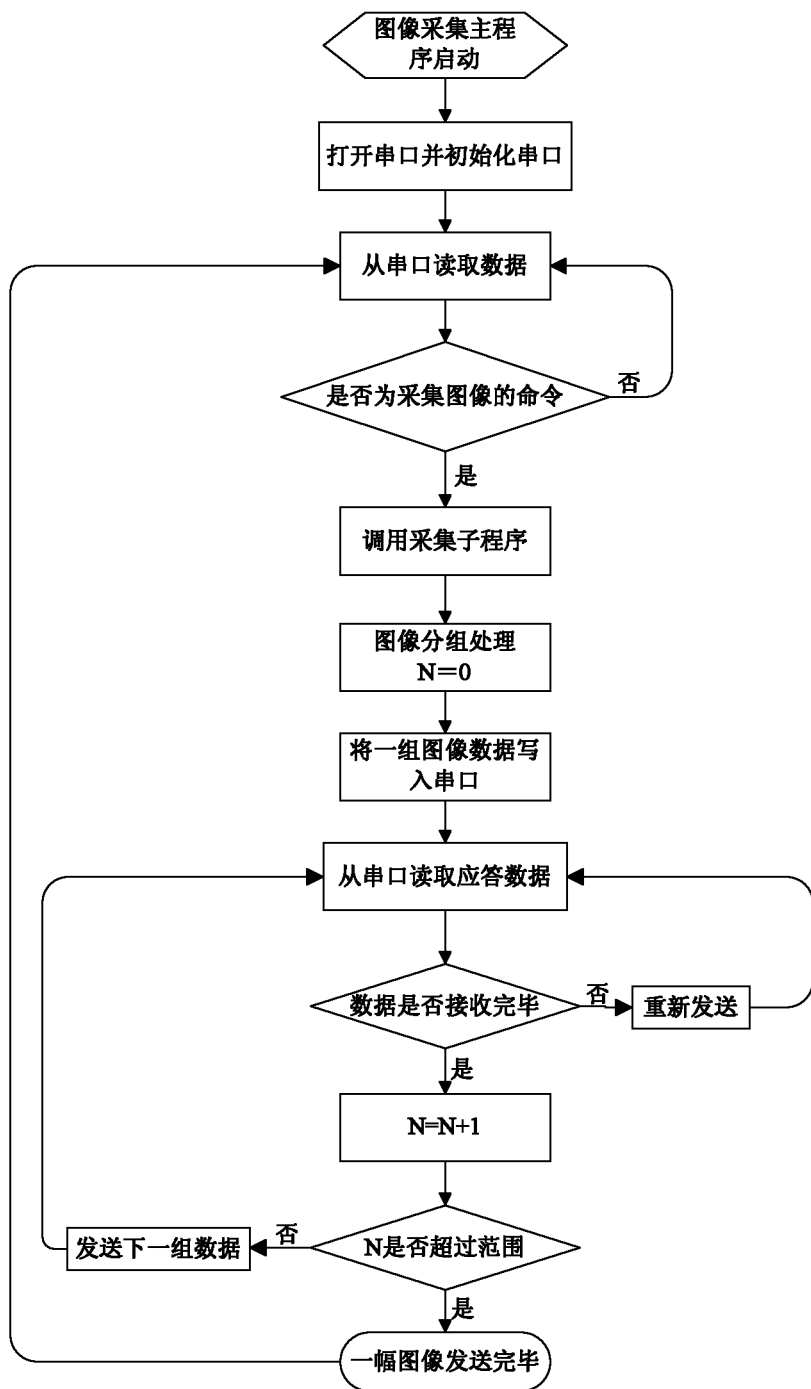 图像采集主程
序启动
打开串口并初始化串口
从串口读取数据
是否为采集图像的命令
否
是
调用采集子程序
图像分组处理
N＝0
将一组图像数据写
入串口
从串口读取应答数据
数据是否接收完毕
否
重新发送
是
N=N+1
发送下一组数据
否
N是否超过范围
是
一幅图像发送完毕